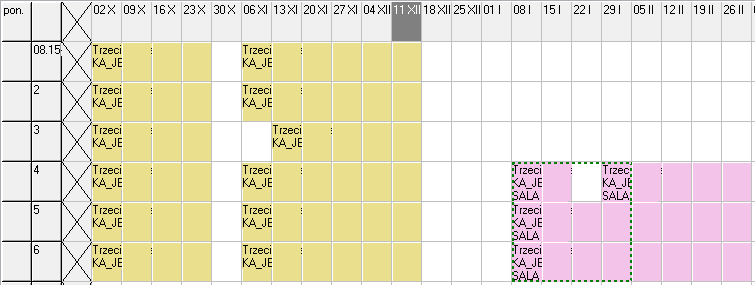 pon. 02 X 09 X 16 X 23 X 30 X 06 XI 13 XI 20 XI 27 XI 04 XII 11 XII 18 XII 25 XII 01 I 08 I 15 I 22 I 29 I 05 II 12 II 19 II 26 II
08.15 Trzeci Trzeci
KA_JE KA_JE
2 Trzeci Trzeci
KA_JE KA_JE
3 Trzeci Trzeci
KA_JE KA_JE
4 Trzeci Trzeci Trzeci Trzeci
KA_JE KA_JE KA_JE KA_JE
SALA SALA
5 Trzeci Trzeci Trzeci
KA_JE KA_JE KA_JE
SALA
6 Trzeci Trzeci Trzeci
KA_JE KA_JE KA_JE
SALA